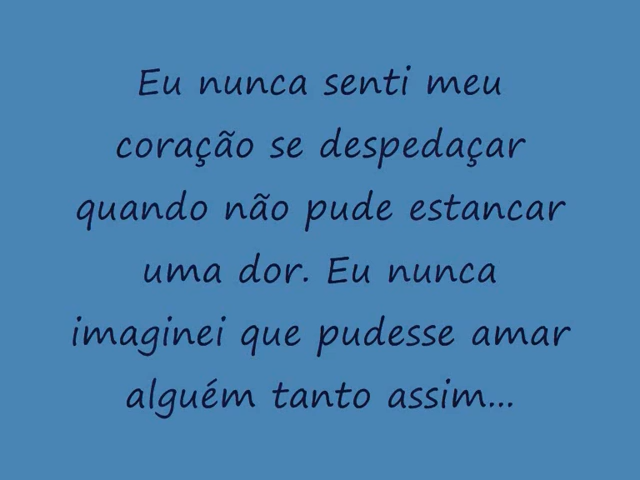 Eu nunca senti meu
coração se despedaçar
quando não pude estancar
uma dor. Eu nunca
imaginei que pudesse amar
alguém tanto assim...